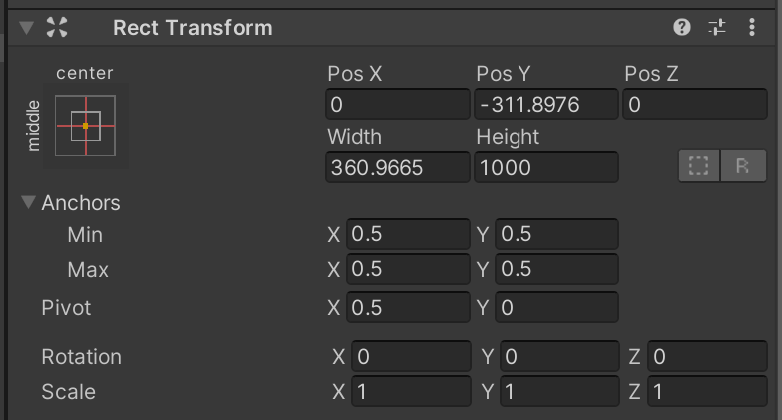 Rect Transform
center
middle
Pos X Pos Y Pos Z
0 -311.8976 0
Width Height
360.9665 1000
R
Anchors
Min X 0.5 Y 0.5
Max X 0.5 Y 0.5
Pivot X 0.5 Y 0
Rotation X 0 Y 0 Z 0
Scale X 1 Y 1 Z 1